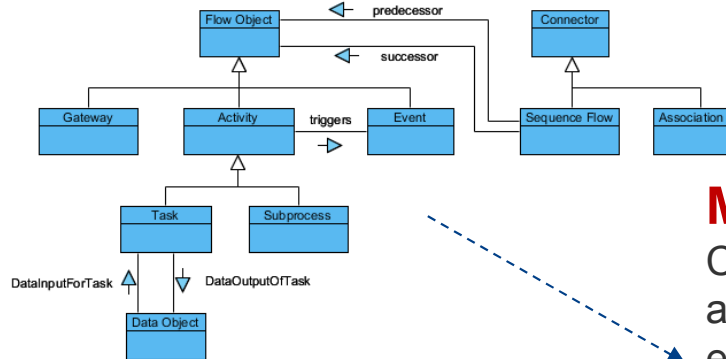 predecessor
Flow Object
Connector
successor
Gateway
Activity
triggers
Event
Sequence Flow
Association
M
Task
Subprocess
C
DataInputForTask
DataOutputOfTask
a
Data Object